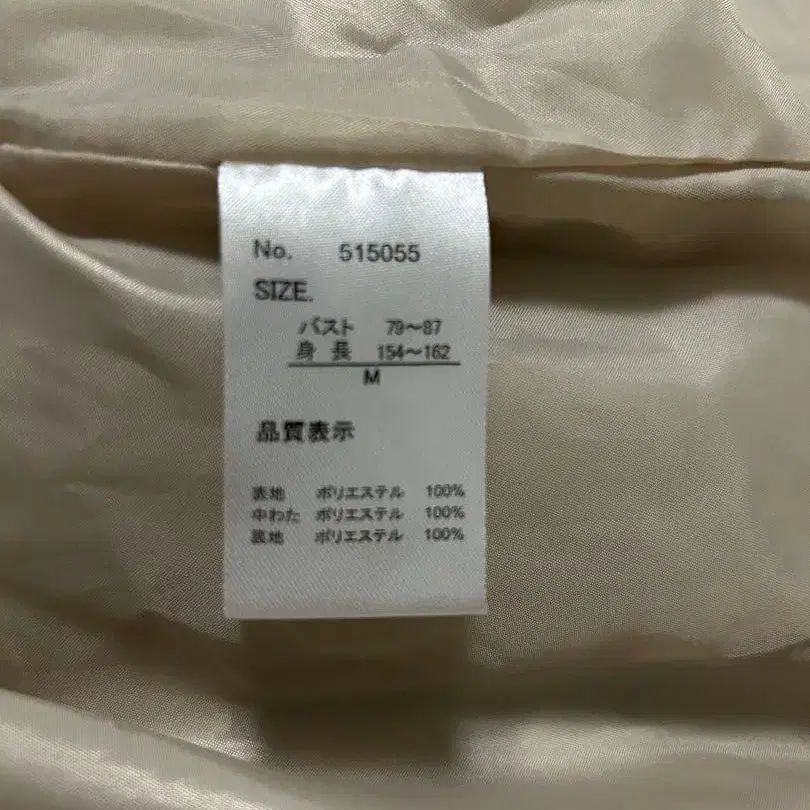 No. 515055
SIZE.
バスト 79～87
身長 154～162
M
品質表示
表地 ポリエステル 100%
中わた ポリエステル 100%
裏地 ポリエステル 100%